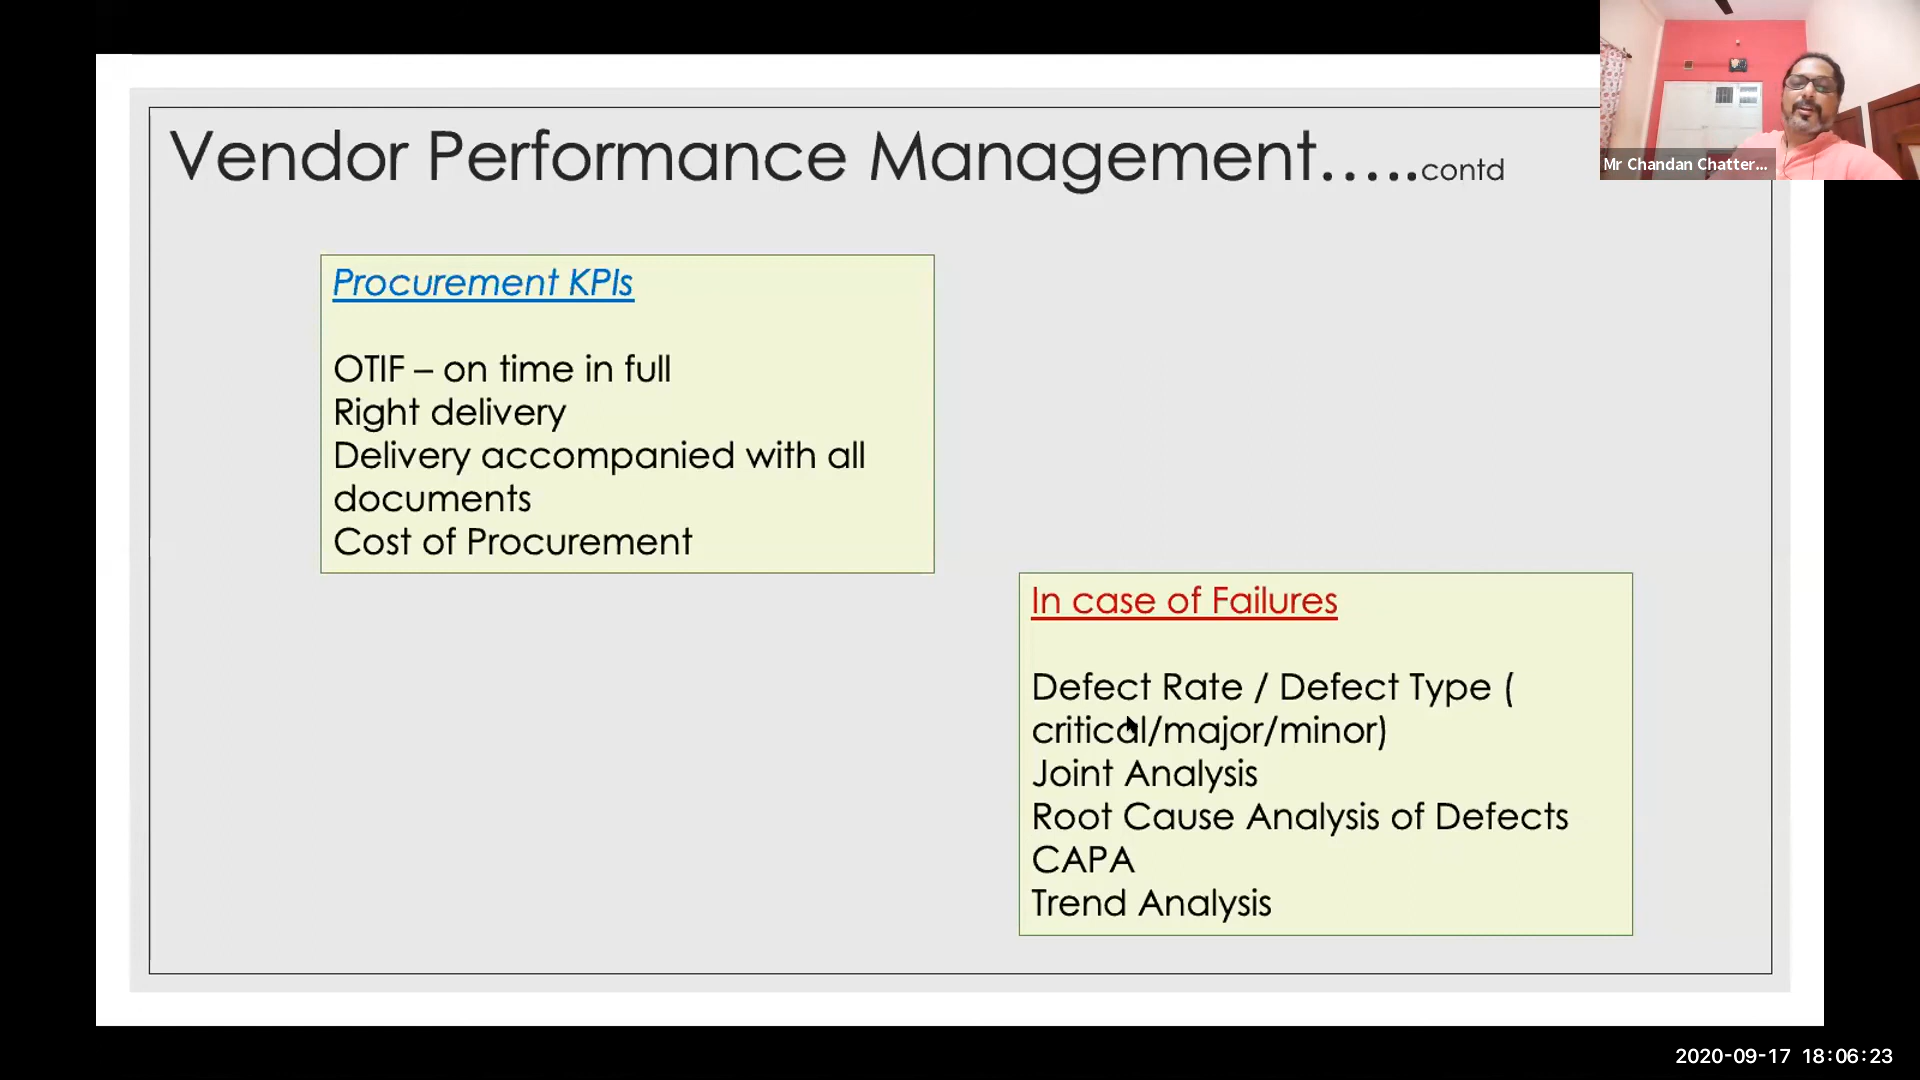 Vendor Performance Management.....contd
Mr Chandan Chatter...
Procurement KPIs
OTIF – on time in full
Right delivery
Delivery accompanied with all
documents
Cost of Procurement
In case of Failures
Defect Rate / Defect Type (
critical/major/minor)
Joint Analysis
Root Cause Analysis of Defects
CAPA
Trend Analysis
2020-09-17 18:06:23